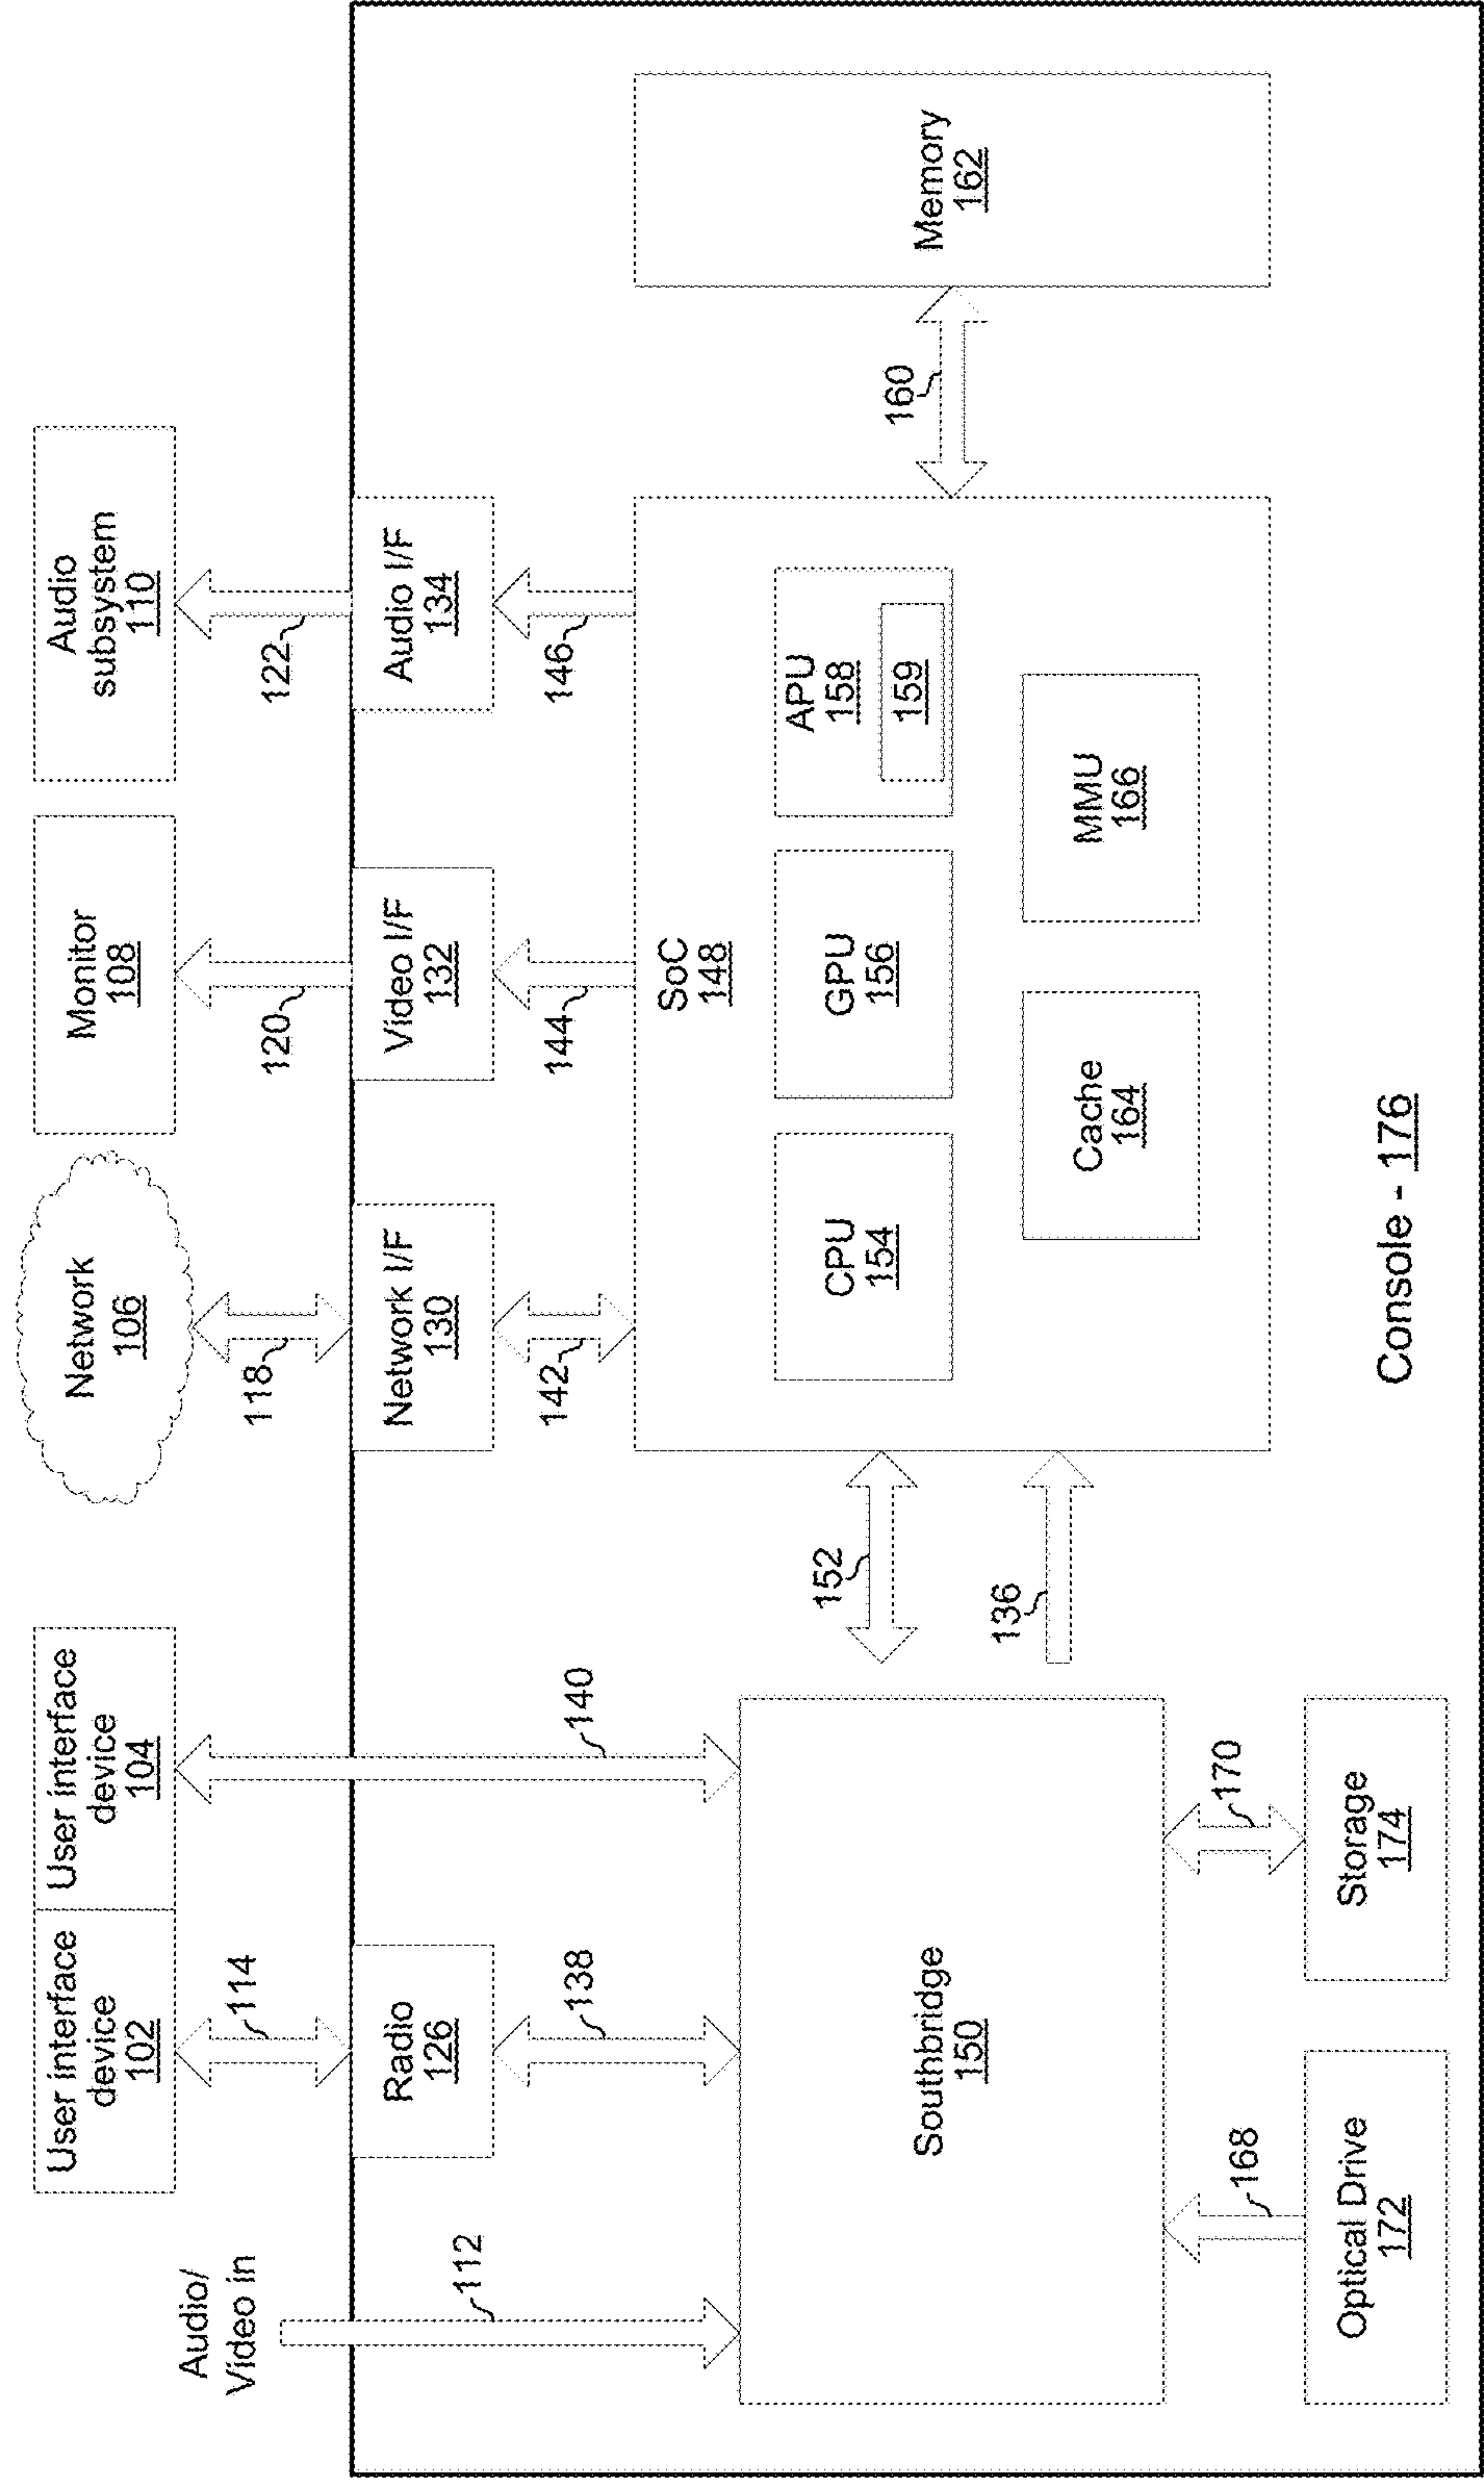 Audio/
Video in
User interface
device
102
User interface
device
104
Network
106
Monitor
108
Audio
subsystem
110
112
114
118
120
122
Radio
126
Network I/F
130
Video I/F
132
Audio I/F
134
138
140
142
144
146
SoC
148
152
136
CPU
154
GPU
156
APU
158
159
160
Memory
162
Cache
164
MMU
166
Southbridge
150
168
170
Optical Drive
172
Storage
174
Console - 176